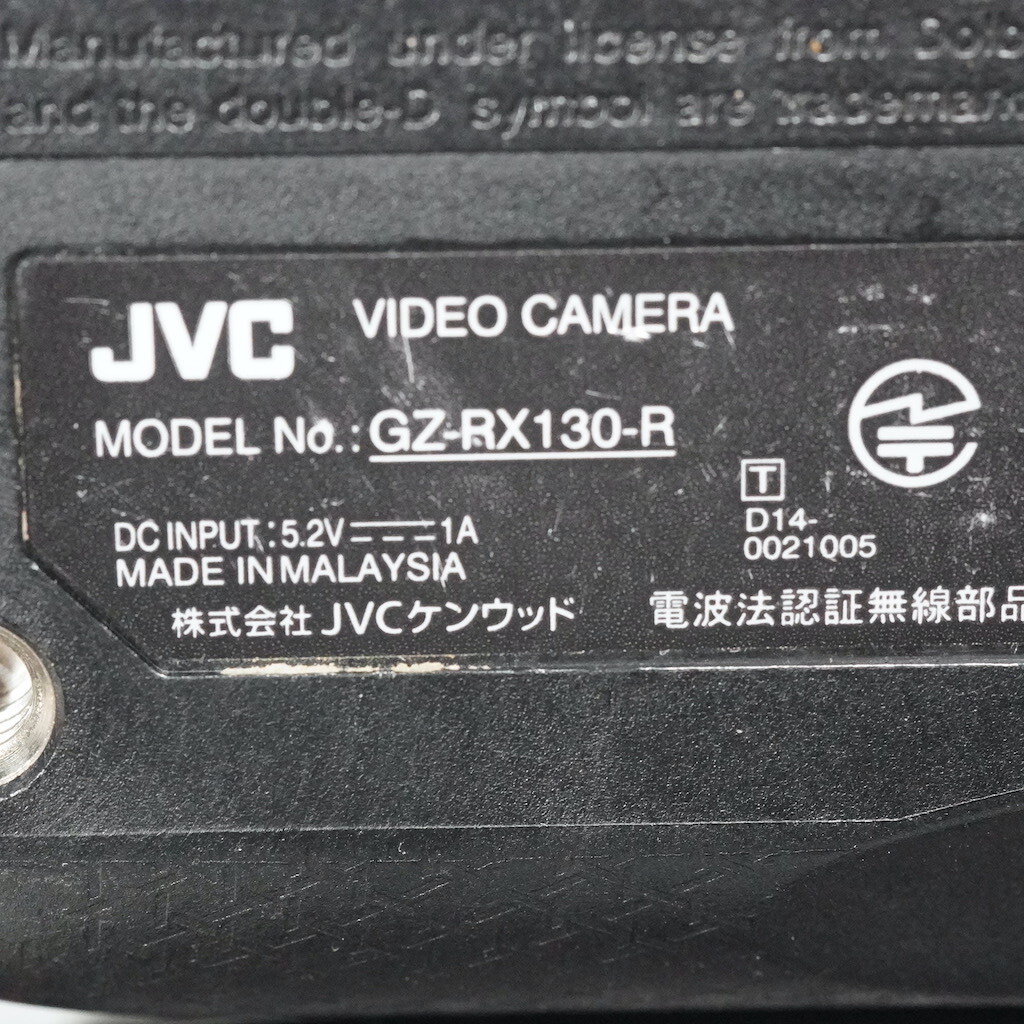 Manufactured under license from Dolb
and the double-D symbol are trademark
JVC VIDEO CAMERA
MODEL No.: GZ-RX130-R
T
D14-
0021005
DC INPUT : 5.2V 1A
MADE IN MALAYSIA
株式会社 JVCケンウッド
電波法認証無線部品